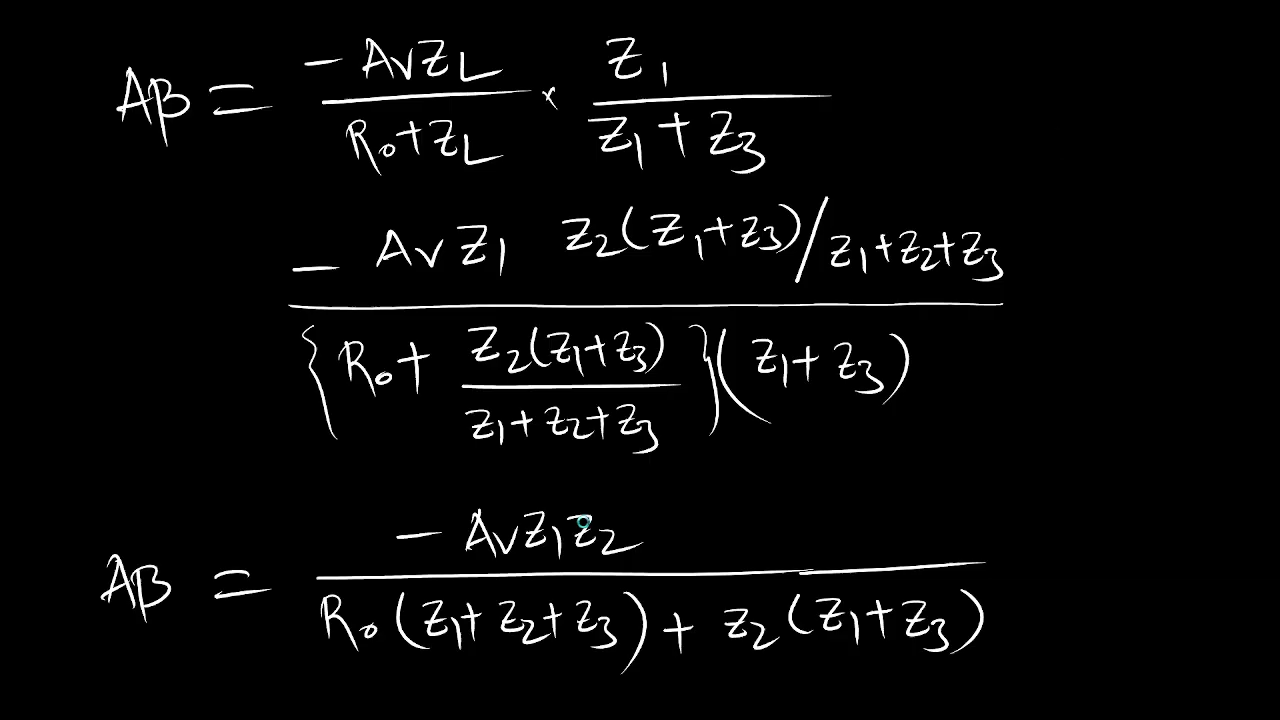 Aβ = - AvZL / Ro+ZL × Z1 / Z1+Z3
- AvZ1 Z2(Z1+Z3)/Z1+Z2+Z3 / {Ro+ Z2(Z1+Z3) / Z1+Z2+Z3}(Z1+Z3)
Aβ = - AvZ1Z2 / Ro(Z1+Z2+Z3)+Z2(Z1+Z3)